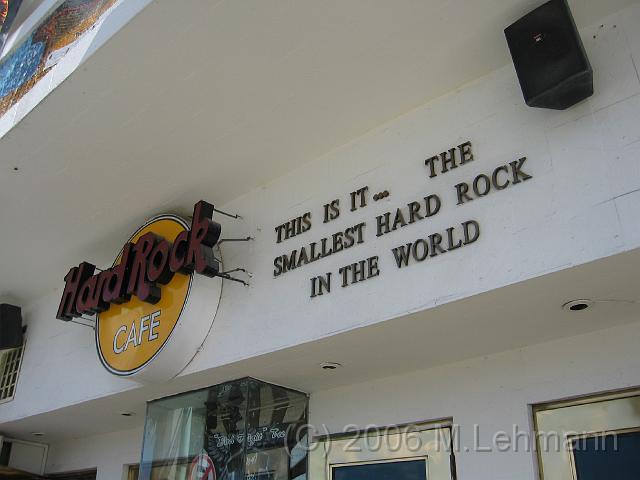 THIS IS IT... THE
SMALLEST HARD ROCK
IN THE WORLD
Hard Rock
CAFE
(C) 2006 M.Lehmann